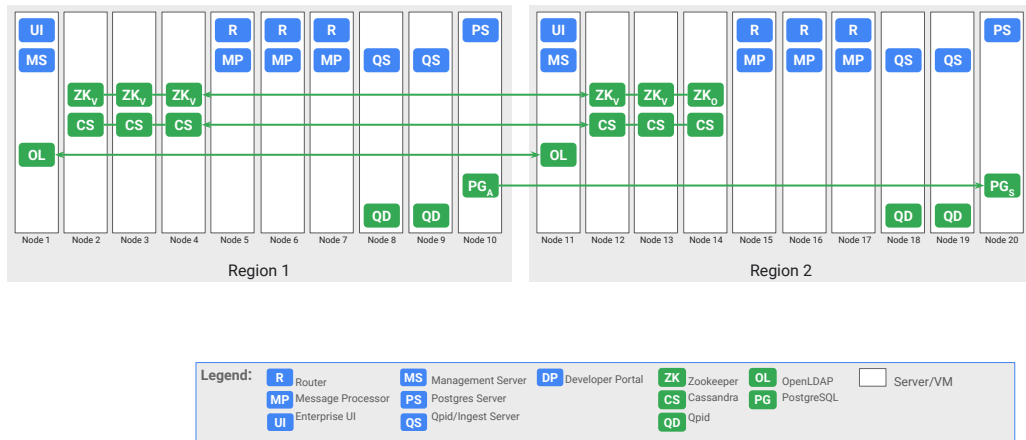 UI R R R PS UI R R R PS
MS MP MP MP QS QS MS MP MP MP QS QS
ZKV ZKV ZKV ZKV ZKV ZKO
CS CS CS CS CS CS
OL OL
PGA PGS
QD QD QD QD
Node 1 Node 2 Node 3 Node 4 Node 5 Node 6 Node 7 Node 8 Node 9 Node 10 Node 11 Node 12 Node 13 Node 14 Node 15 Node 16 Node 17 Node 18 Node 19 Node 20
Region 1 Region 2
Legend: R Router MS Management Server DP Developer Portal ZK Zookeeper OL OpenLDAP Server/VM
MP Message Processor PS Postgres Server CS Cassandra PG PostgreSQL
UI Enterprise UI QS Qpid/Ingest Server QD Qpid